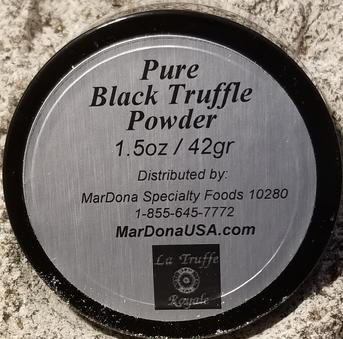 Pure
Black Truffle
Powder
1.5oz / 42gr
Distributed by:
MarDona Specialty Foods 10280
1-855-645-7772
MarDonaUSA.com
La Truffe
Royale